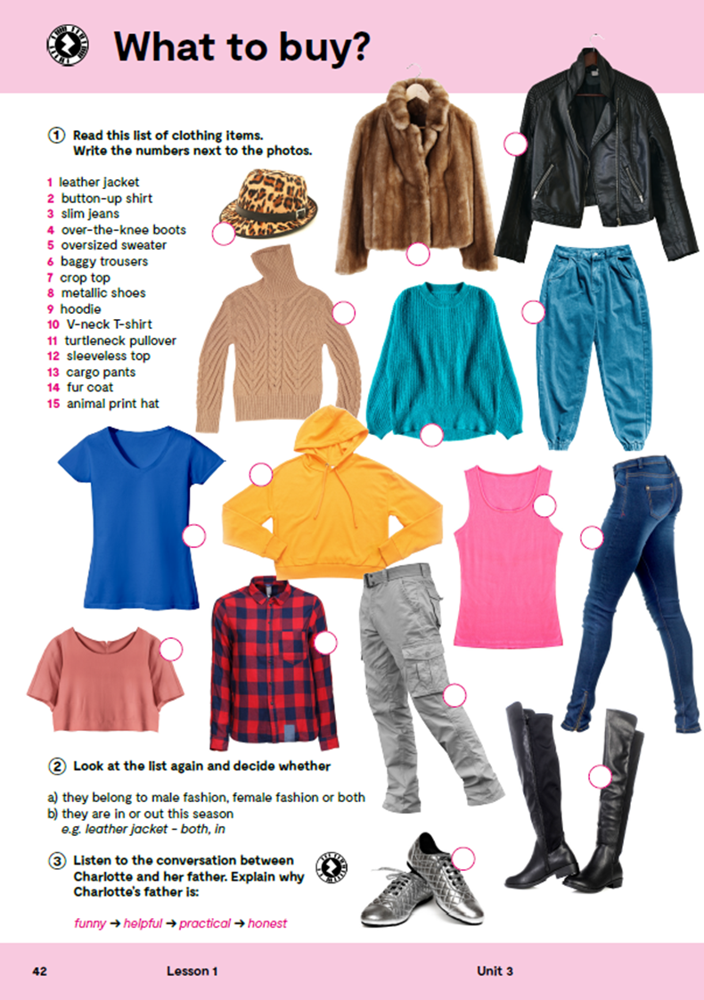 What to buy?
1 Read this list of clothing items.
Write the numbers next to the photos.
1 leather jacket
2 button-up shirt
3 slim jeans
4 over-the-knee boots
5 oversized sweater
6 baggy trousers
7 crop top
8 metallic shoes
9 hoodie
10 V-neck T-shirt
11 turtleneck pullover
12 sleeveless top
13 cargo pants
14 fur coat
15 animal print hat
2 Look at the list again and decide whether
a) they belong to male fashion, female fashion or both
b) they are in or out this season
e.g. leather jacket - both, in
3 Listen to the conversation between
Charlotte and her father. Explain why
Charlotte's father is:
funny → helpful → practical → honest
42 Lesson 1 Unit 3